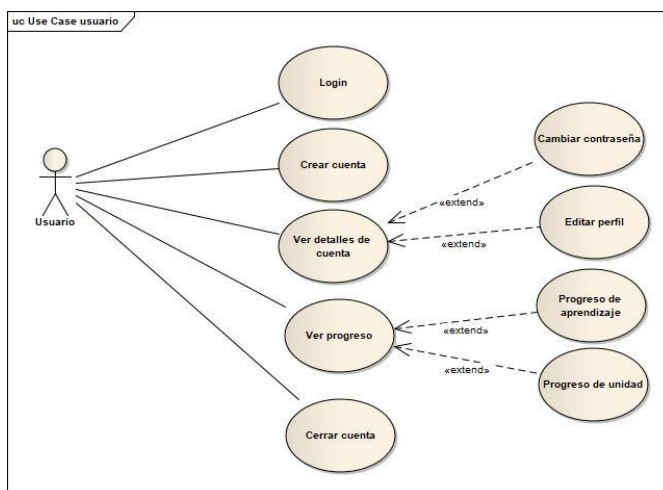 uc Use Case usuario
Login
Crear cuenta
Usuario
Ver detalles de
cuenta
Ver progreso
Cerrar cuenta
Cambiar contraseña
«extend»
Editar perfil
«extend»
Progreso de
aprendizaje
«extend»
Progreso de unidad
«extend»